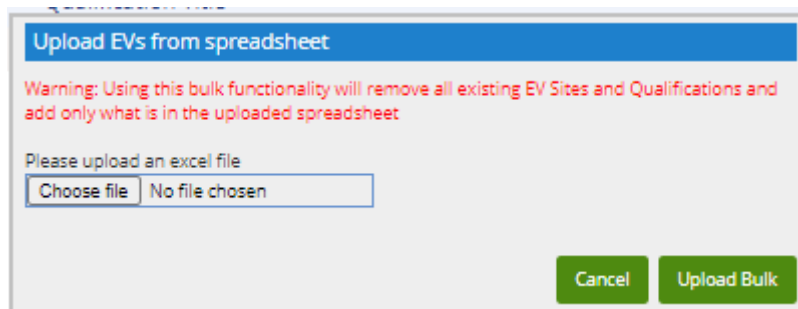 Upload EVs from spreadsheet
Warning: Using this bulk functionality will remove all existing EV Sites and Qualifications and
add only what is in the uploaded spreadsheet
Please upload an excel file
Choose file No file chosen
Cancel Upload Bulk